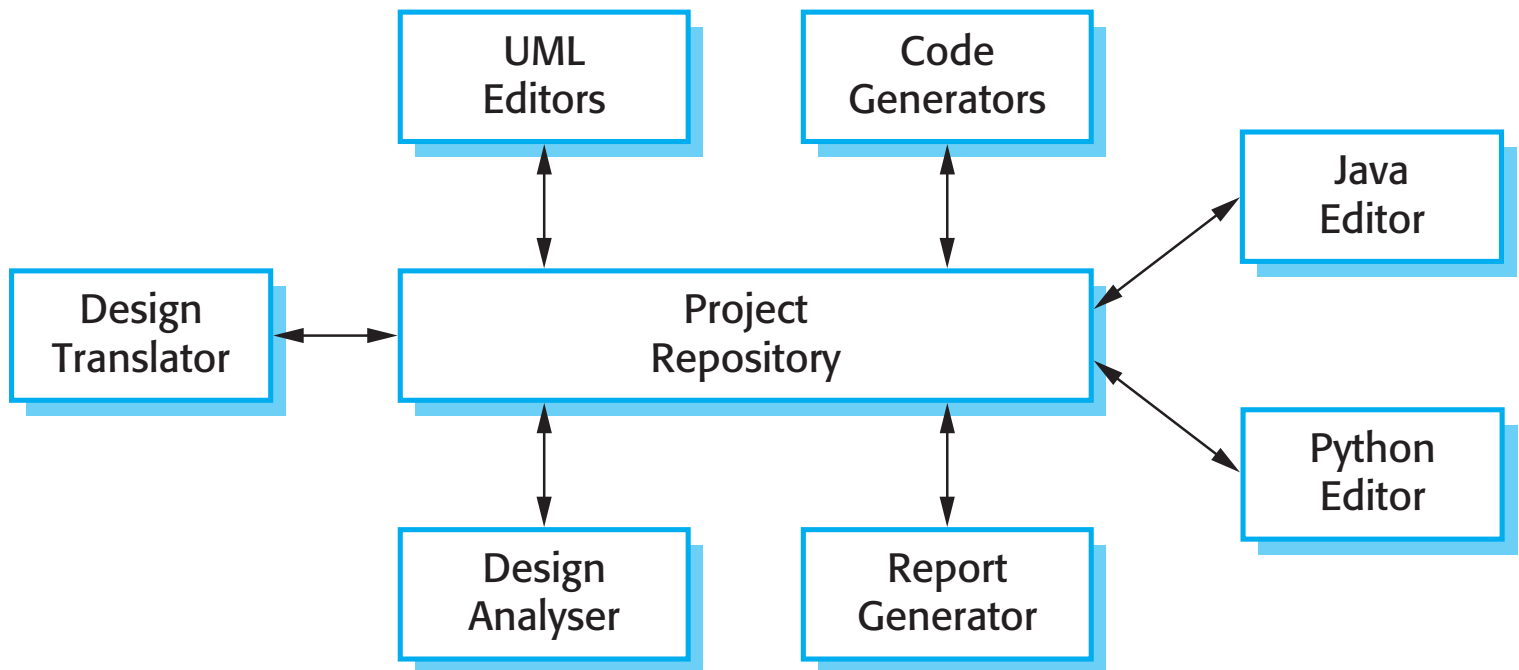 UML
Editors
Code
Generators
Java
Editor
Design
Translator
Project
Repository
Python
Editor
Design
Analyser
Report
Generator